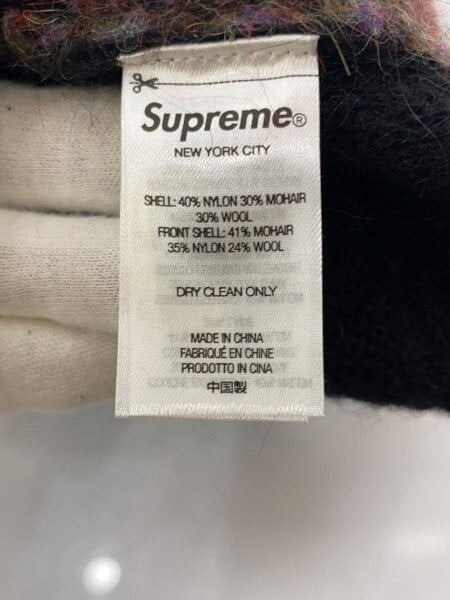 Supreme®
NEW YORK CITY
SHELL: 40% NYLON 30% MOHAIR
30% WOOL
FRONT SHELL: 41% MOHAIR
35% NYLON 24% WOOL
DRY CLEAN ONLY
MADE IN CHINA
FABRIQUÉ EN CHINE
PRODOTTO IN CINA
中国製